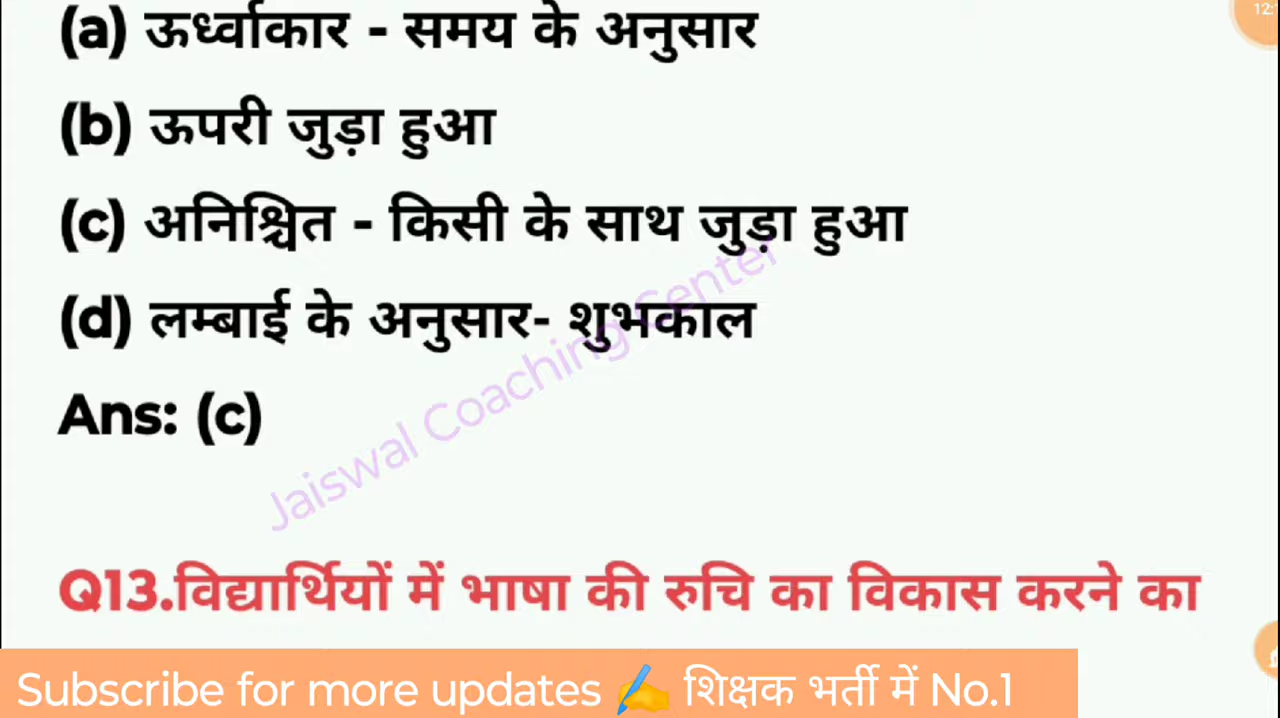 (a) ऊर्ध्वाकार - समय के अनुसार
12:
(b) ऊपरी जुड़ा हुआ
(c) अनिश्चित - किसी के साथ जुड़ा हुआ
(d) लम्बाई के अनुसार- शुभकाल
Ans: (c)
Jaiswal Coaching Center
Q13.विद्यार्थियों में भाषा की रुचि का विकास करने का
Subscribe for more updates ✍️ शिक्षक भर्ती में No.1